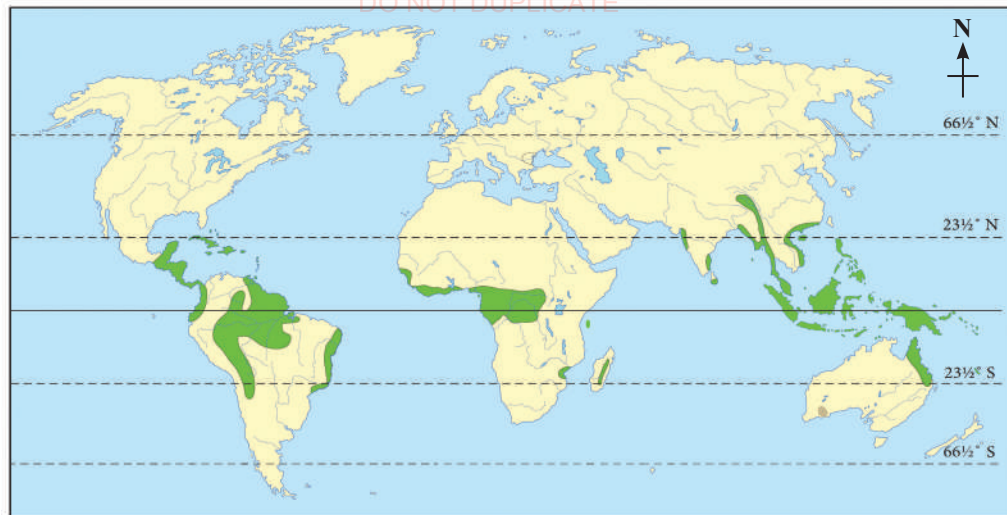 DO NOT DUPLICATE
N
66½° N
23½° N
23½° S
66½° S